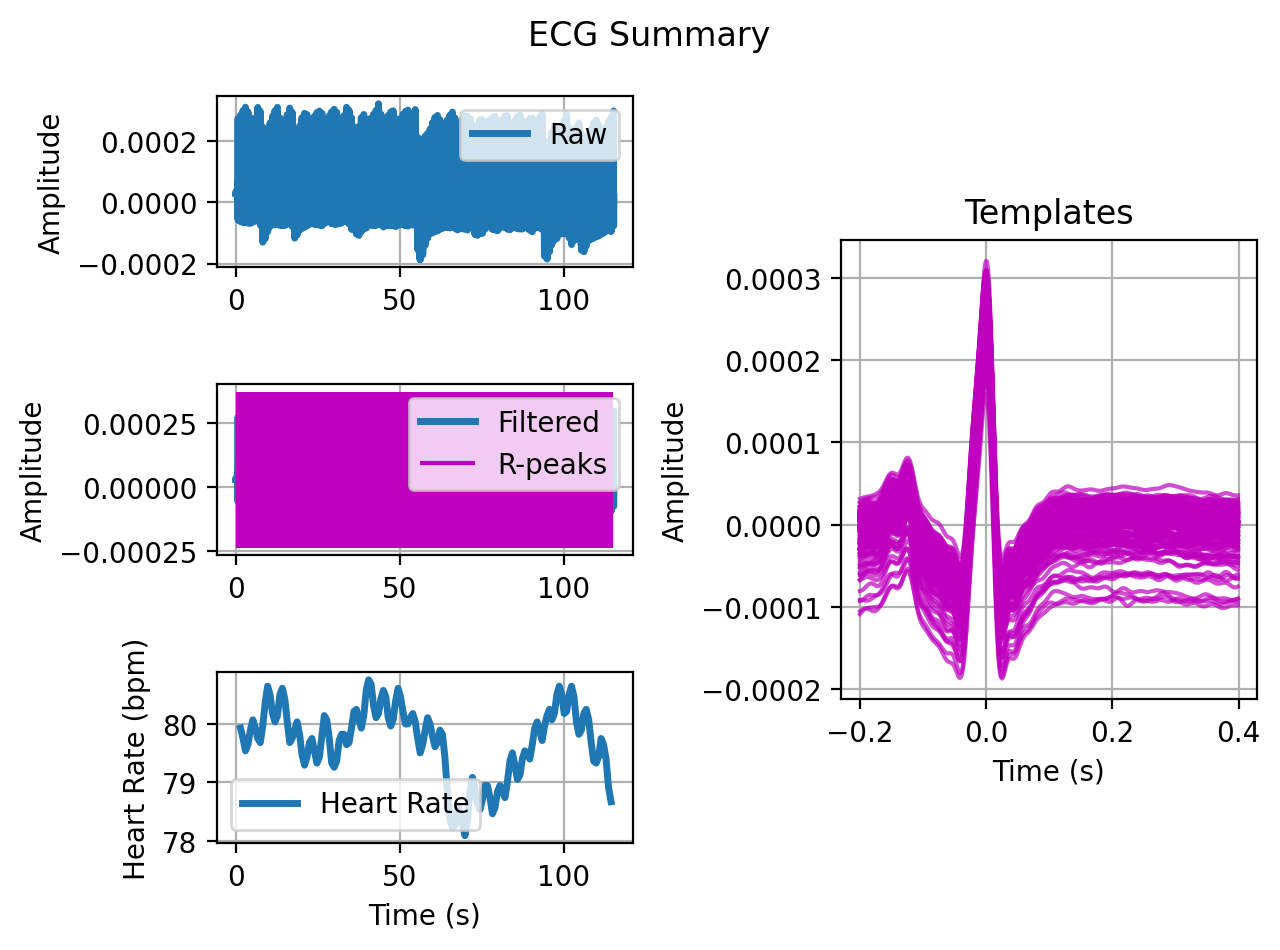 ECG Summary
Amplitude
0.0002
0.0000
−0.0002
Raw
0 50 100
Amplitude
0.00025
0.00000
−0.00025
Filtered
R-peaks
0 50 100
Heart Rate (bpm)
80
79
78
Heart Rate
0 50 100
Time (s)
Templates
Amplitude
0.0003
0.0002
0.0001
0.0000
−0.0001
−0.0002
−0.2 0.0 0.2 0.4
Time (s)